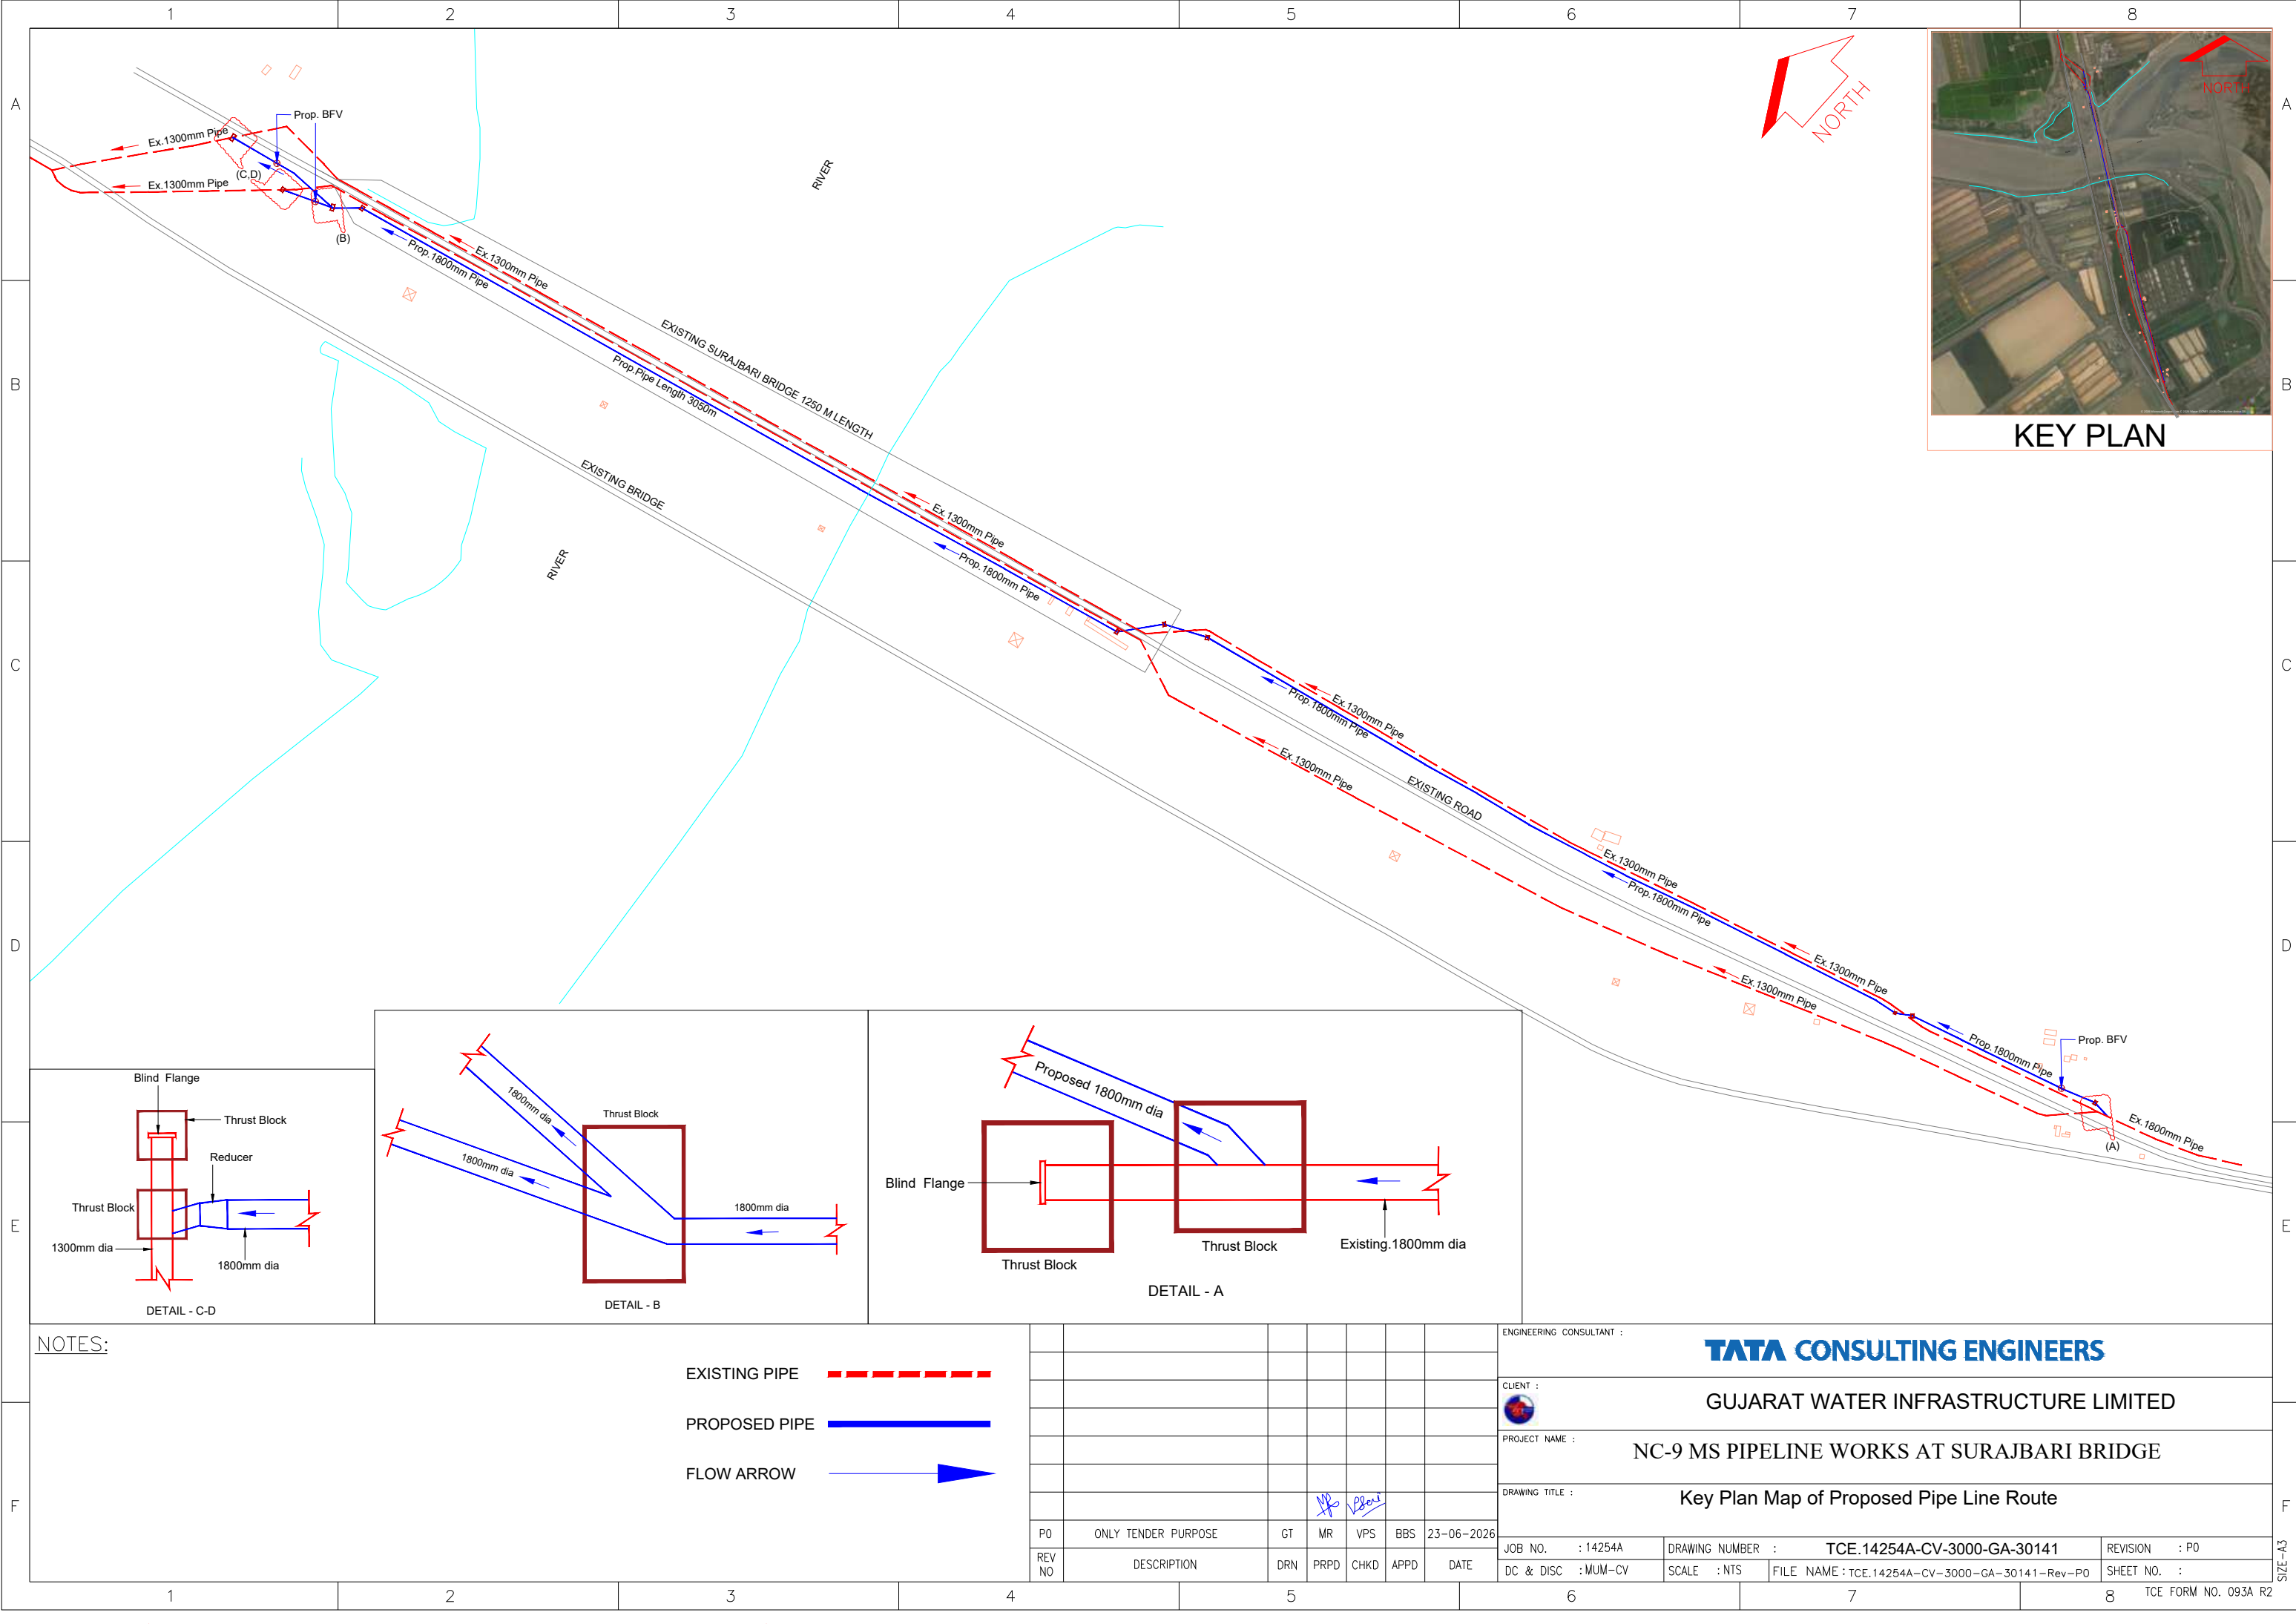 1 2 3 4 5 6 7 8
A A
B B
C C
D D
E E
F F
Prop. BFV
Ex.1300mm Pipe
(C,D)
Ex.1300mm Pipe
(B)
Ex.1300mm Pipe
Prop.1800mm Pipe
RIVER
EXISTING SURAJBARI BRIDGE 1250 M LENGTH
Prop.Pipe Length 3050m
EXISTING BRIDGE
RIVER
Ex.1300mm Pipe
Prop.1800mm Pipe
NORTH
NORTH
KEY PLAN
Ex.1300mm Pipe
Prop.1800mm Pipe
Ex.1300mm Pipe
EXISTING ROAD
Ex.1300mm Pipe
Prop.1800mm Pipe
Ex.1300mm Pipe
Ex.1300mm Pipe
Prop.1800mm Pipe
Prop. BFV
Ex.1800mm Pipe
(A)
Blind Flange
Thrust Block
Reducer
Thrust Block
1300mm dia
1800mm dia
DETAIL - C-D
1800mm dia
Thrust Block
1800mm dia
1800mm dia
DETAIL - B
Proposed 1800mm dia
Blind Flange
Thrust Block
Thrust Block
Existing.1800mm dia
DETAIL - A
NOTES:
EXISTING PIPE
PROPOSED PIPE
FLOW ARROW
P0 ONLY TENDER PURPOSE GT MR VPS BBS 23-06-2026
REV NO DESCRIPTION DRN PRPD CHKD APPD DATE
ENGINEERING CONSULTANT :
TATA CONSULTING ENGINEERS
CLIENT :
GUJARAT WATER INFRASTRUCTURE LIMITED
PROJECT NAME :
NC-9 MS PIPELINE WORKS AT SURAJBARI BRIDGE
DRAWING TITLE :
Key Plan Map of Proposed Pipe Line Route
JOB NO. : 14254A DRAWING NUMBER : TCE.14254A-CV-3000-GA-30141 REVISION : P0
DC & DISC : MUM-CV SCALE : NTS FILE NAME : TCE.14254A-CV-3000-GA-30141-Rev-P0 SHEET NO. :
SIZE-A3
1 2 3 4 5 6 7 8
TCE FORM NO. 093A R2